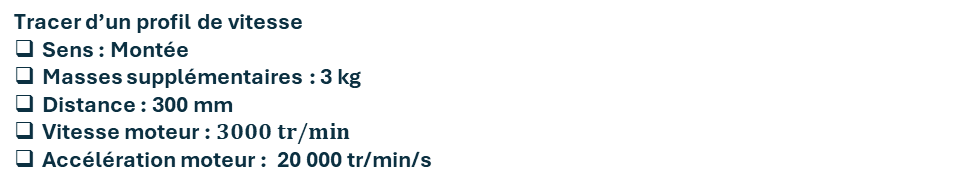 Tracer d’un profil de vitesse
❑ Sens : Montée
❑ Masses supplémentaires : 3 kg
❑ Distance : 300 mm
❑ Vitesse moteur : 3000 tr/min
❑ Accélération moteur : 20 000 tr/min/s